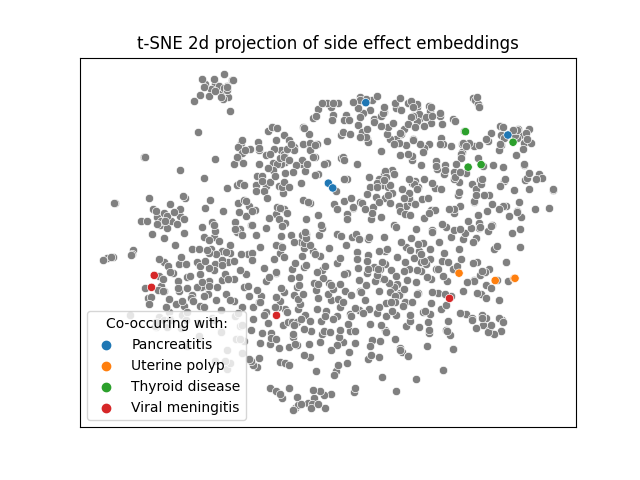 t-SNE 2d projection of side effect embeddings
Co-occuring with:
Pancreatitis
Uterine polyp
Thyroid disease
Viral meningitis